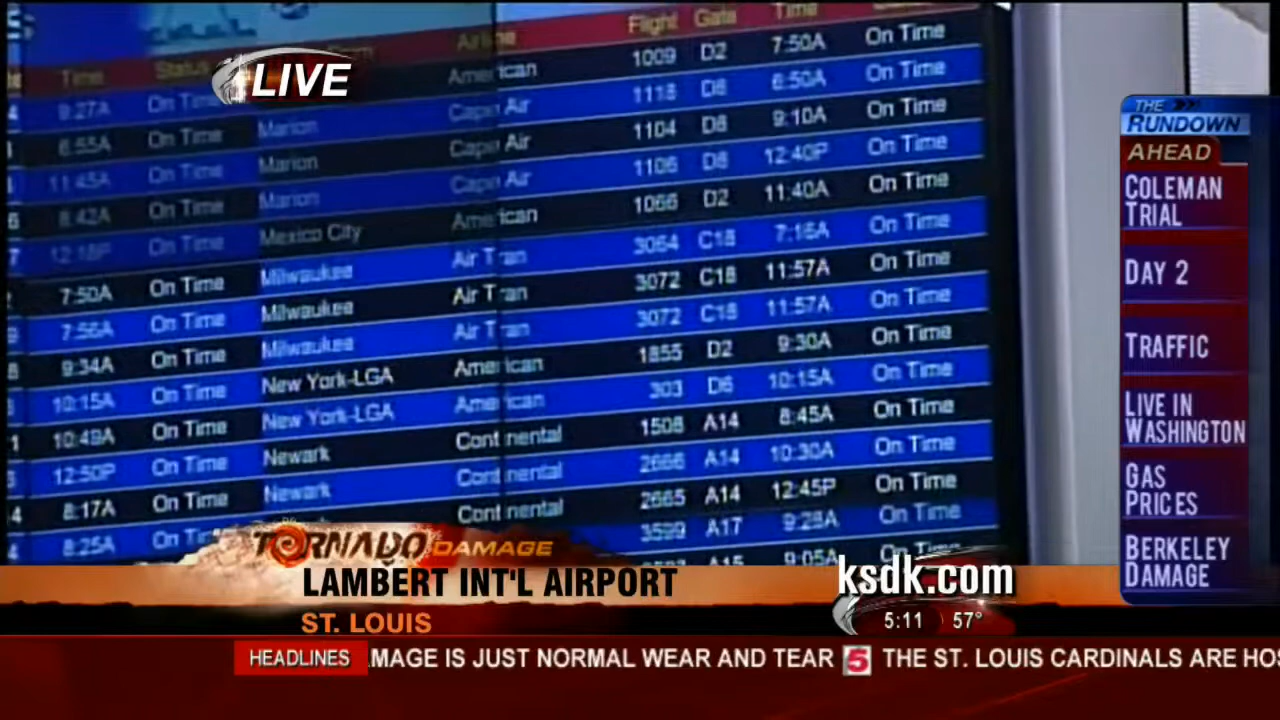 Flight Gate Time
Time Status Airline
American 1009 D2 7:50A On Time
9:27A On Time Marion Cape Air 1118 D8 6:50A On Time
8:55A On Time Marion Cape Air 1104 D8 9:10A On Time
11:45A On Time Marion Cape Air 1106 D8 12:40P On Time
8:42A On Time Mexico City American 1066 D2 11:40A On Time
12:18P On Time Milwaukee Air Tran 3064 C18 7:16A On Time
7:50A On Time Milwaukee Air Tran 3072 C18 11:57A On Time
7:56A On Time Milwaukee Air Tran 3072 C18 11:57A On Time
9:34A On Time New York-LGA American 1855 D2 9:30A On Time
10:15A On Time New York-LGA American 303 D6 10:15A On Time
10:49A On Time Newark Continental 1508 A14 8:45A On Time
12:50P On Time Newark Continental 2666 A14 10:30A On Time
8:17A On Time Continental 2665 A14 12:45P On Time
8:25A On 3599 A17 9:28A On Time
A15 9:05A On Time
LIVE
THE
RUNDOWN
AHEAD
COLEMAN
TRIAL
DAY 2
TRAFFIC
LIVE IN
WASHINGTON
GAS
PRICES
BERKELEY
DAMAGE
TORNADO DAMAGE
LAMBERT INT'L AIRPORT
ST. LOUIS
ksdk.com
5:11 57°
HEADLINES MAGE IS JUST NORMAL WEAR AND TEAR 5 THE ST. LOUIS CARDINALS ARE HOS